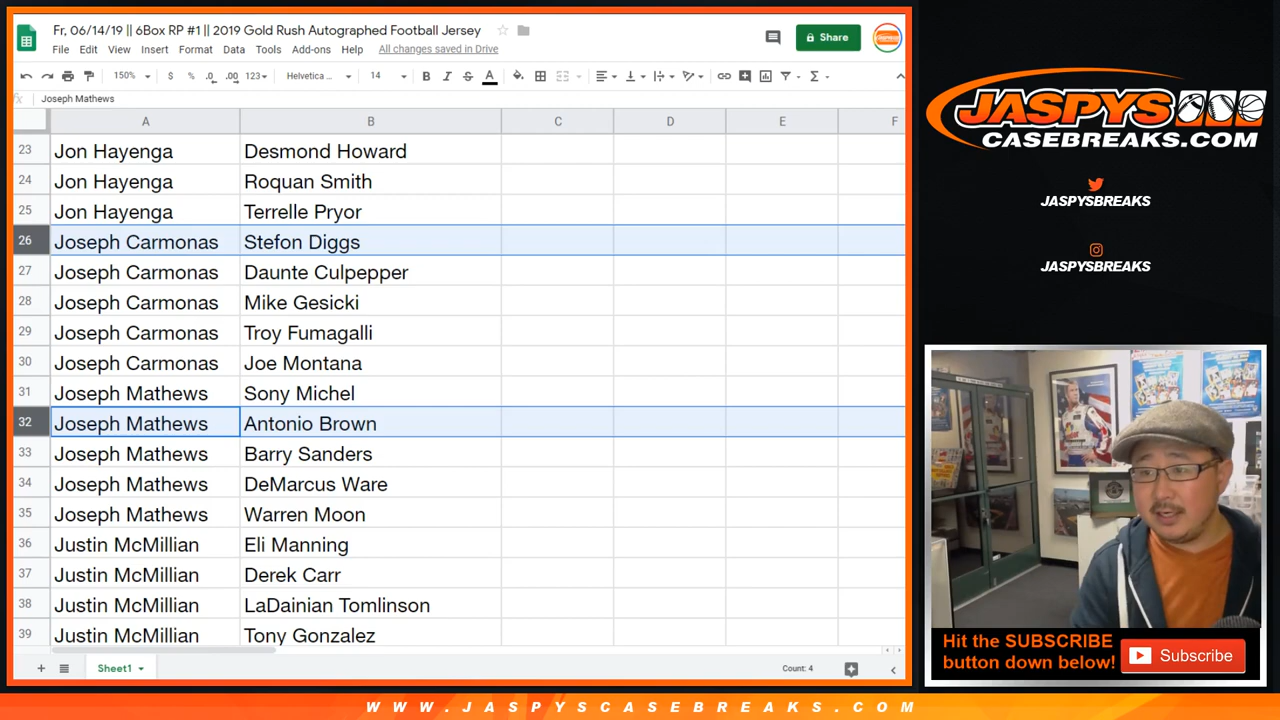 Fr, 06/14/19 || 6Box RP #1 || 2019 Gold Rush Autographed Football Jersey
File Edit View Insert Format Data Tools Add-ons Help All changes saved in Drive
Share
150% $ % .0 .00 123 Helvetica ... 14 B I S A
fx Joseph Mathews
A B C D E F
23 Jon Hayenga Desmond Howard
24 Jon Hayenga Roquan Smith
25 Jon Hayenga Terrelle Pryor
26 Joseph Carmonas Stefon Diggs
27 Joseph Carmonas Daunte Culpepper
28 Joseph Carmonas Mike Gesicki
29 Joseph Carmonas Troy Fumagalli
30 Joseph Carmonas Joe Montana
31 Joseph Mathews Sony Michel
32 Joseph Mathews Antonio Brown
33 Joseph Mathews Barry Sanders
34 Joseph Mathews DeMarcus Ware
35 Joseph Mathews Warren Moon
36 Justin McMillian Eli Manning
37 Justin McMillian Derek Carr
38 Justin McMillian LaDainian Tomlinson
39 Justin McMillian Tony Gonzalez
Sheet1
Count: 4
JASPYS
CASEBREAKS.COM
JASPYSBREAKS
JASPYSBREAKS
Hit the SUBSCRIBE
button down below!
Subscribe
WWW.JASPYSCASEBREAKS.COM